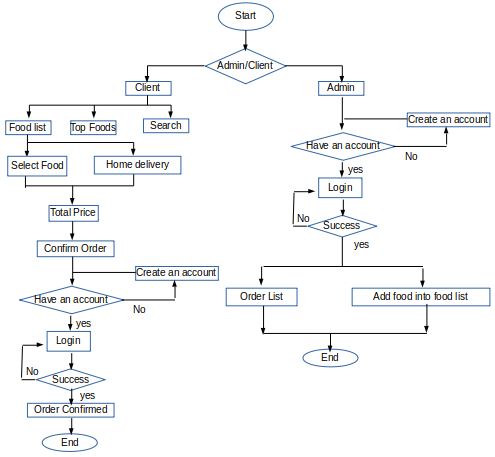 Start
Admin/Client
Client
Admin
Food list
Top Foods
Search
Create an account
Have an account
No
yes
Select Food
Home delivery
Login
No
Success
yes
Total Price
Confirm Order
Create an account
Have an account
No
yes
Order List
Add food into food list
Login
No
Success
yes
End
Order Confirmed
End